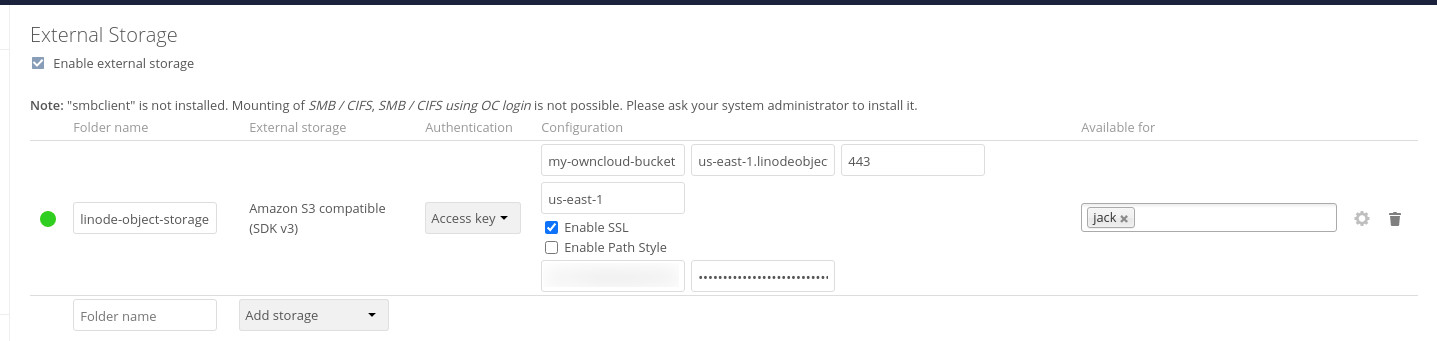 External Storage
Enable external storage
Note: "smbclient" is not installed. Mounting of SMB / CIFS, SMB / CIFS using OC login is not possible. Please ask your system administrator to install it.
Folder name External storage Authentication Configuration Available for
my-owncloud-bucket us-east-1.linodeobjec 443
us-east-1
linode-object-storage Amazon S3 compatible (SDK v3) Access key jack
Enable SSL
Enable Path Style
Folder name Add storage